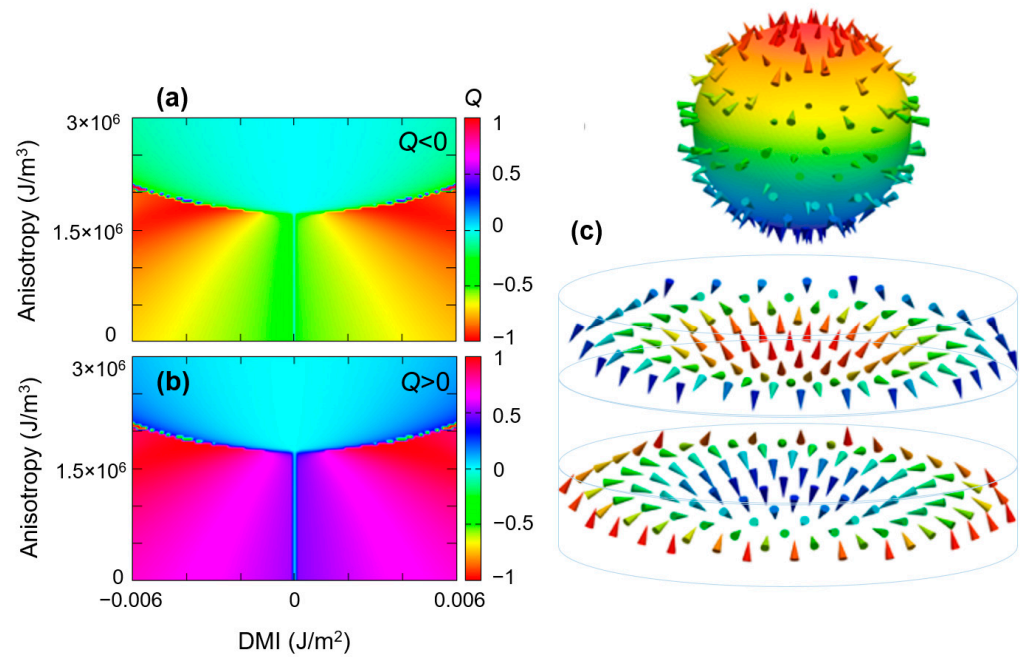 (a)
Q
3×10⁶
Q<0
1
0.5
1.5×10⁶
0
−0.5
0
−1
Anisotropy (J/m³)
(b)
3×10⁶
Q>0
1
0.5
1.5×10⁶
0
−0.5
0
−1
Anisotropy (J/m³)
−0.006
0
0.006
DMI (J/m²)
(c)